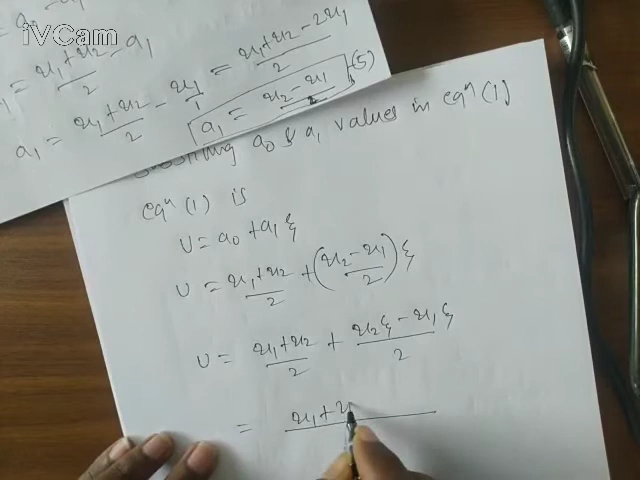 iVCam
= u₁+u₂/2 - a₁
a₁ = u₁+u₂/2 - u₁/1 = u₁+u₂-2u₁/2
a₁ = u₂-u₁/2 (5)
a₀ & a₁ values in eqⁿ (1)
eqⁿ (1) is
U = a₀ + a₁ξ
U = u₁+u₂/2 + (u₂-u₁/2)ξ
U = u₁+u₂/2 + u₂ξ-u₁ξ/2
= u₁+u